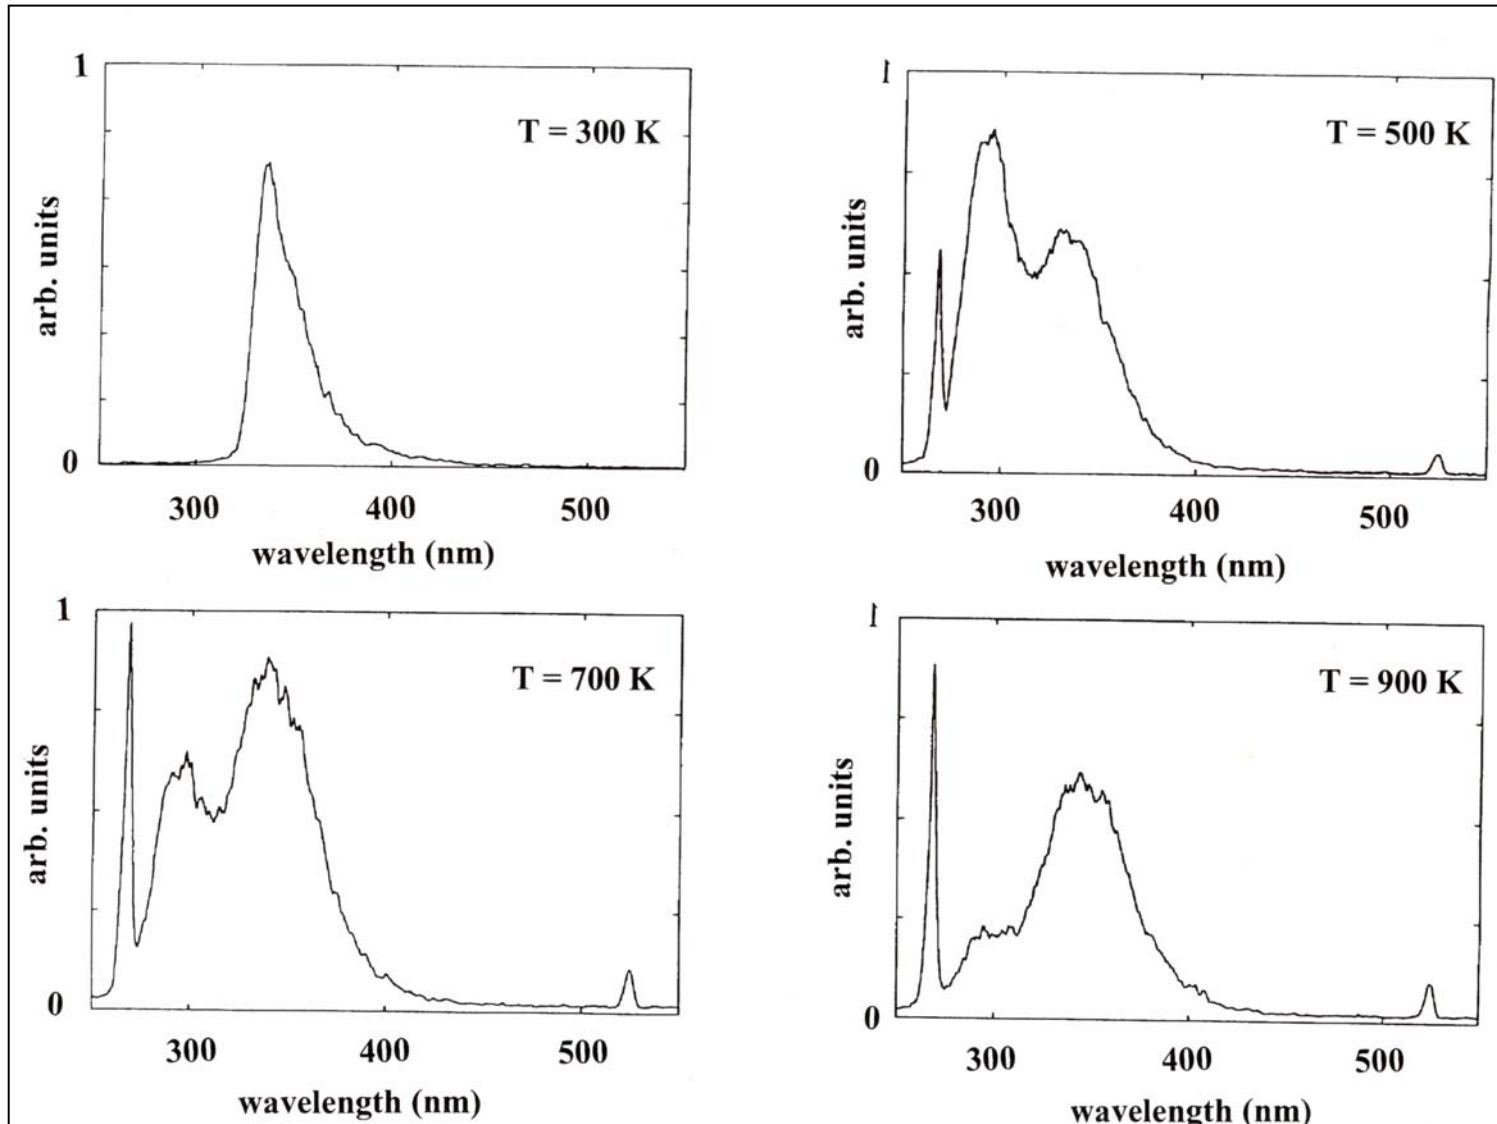 1
T = 300 K
arb. units
0
300 400 500
wavelength (nm)
1
T = 500 K
arb. units
0
300 400 500
wavelength (nm)
1
T = 700 K
arb. units
0
300 400 500
wavelength (nm)
1
T = 900 K
arb. units
0
300 400 500
wavelength (nm)